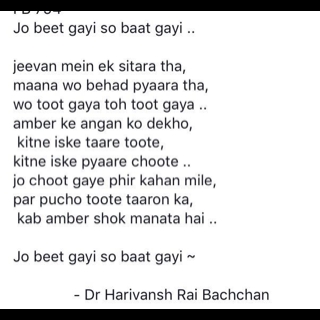 Jo beet gayi so baat gayi ..
jeevan mein ek sitara tha,
maana wo behad pyaara tha,
wo toot gaya toh toot gaya ..
amber ke angan ko dekho,
kitne iske taare toote,
kitne iske pyaare choote ..
jo choot gaye phir kahan mile,
par pucho toote taaron ka,
kab amber shok manata hai ..
Jo beet gayi so baat gayi ~
- Dr Harivansh Rai Bachchan